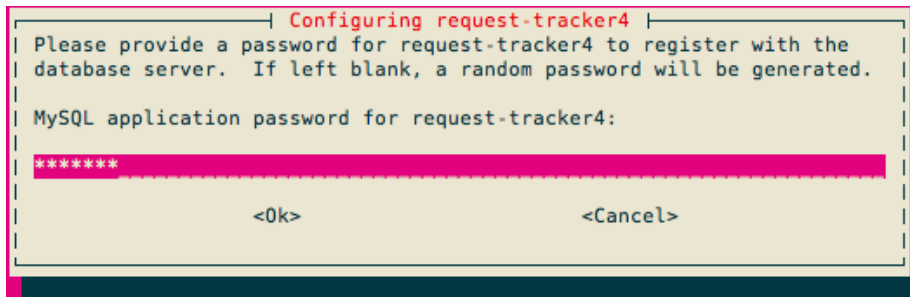 Configuring request-tracker4
Please provide a password for request-tracker4 to register with the
database server.  If left blank, a random password will be generated.
MySQL application password for request-tracker4:
*******
<Ok> <Cancel>